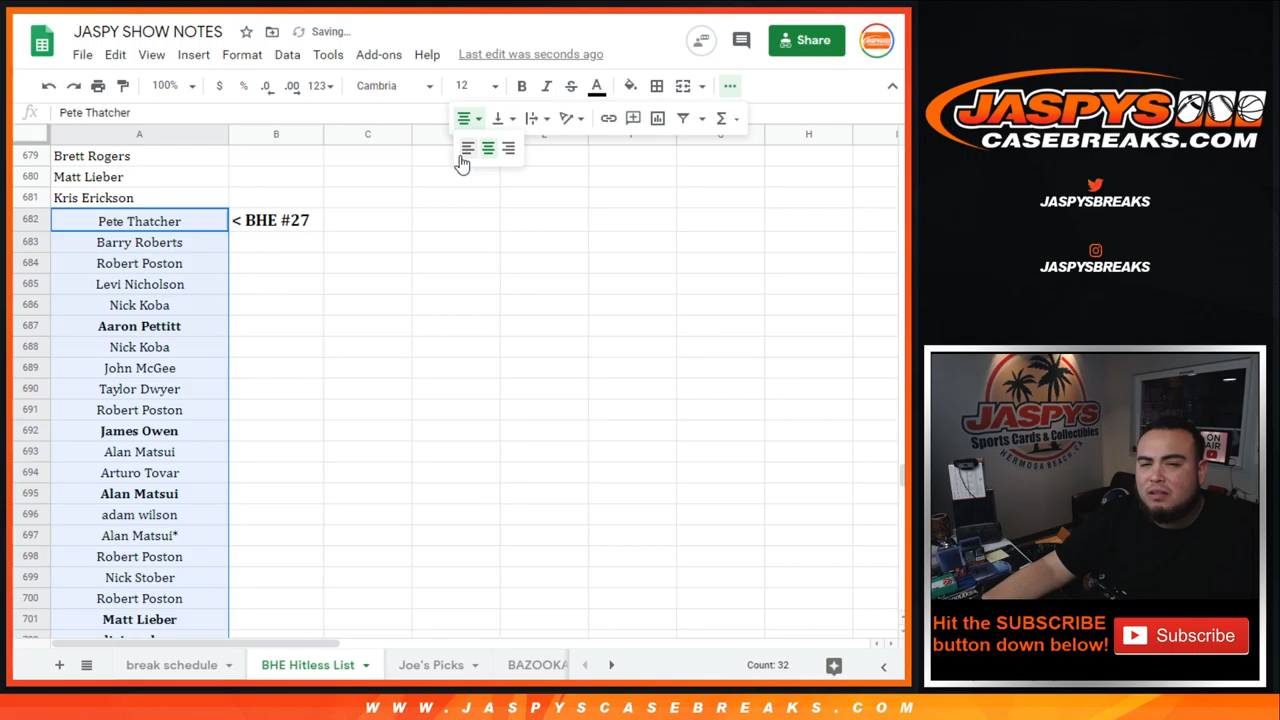 JASPY SHOW NOTES
Saving…
File Edit View Insert Format Data Tools Add-ons Help Last edit was seconds ago
Share
100% $ % .0 .00 123 Cambria 12 B I S A
fx Pete Thatcher
A B C H
679 Brett Rogers
680 Matt Lieber
681 Kris Erickson
682 Pete Thatcher < BHE #27
683 Barry Roberts
684 Robert Poston
685 Levi Nicholson
686 Nick Koba
687 Aaron Pettitt
688 Nick Koba
689 John McGee
690 Taylor Dwyer
691 Robert Poston
692 James Owen
693 Alan Matsui
694 Arturo Tovar
695 Alan Matsui
696 adam wilson
697 Alan Matsui*
698 Robert Poston
699 Nick Stober
700 Robert Poston
701 Matt Lieber
break schedule BHE Hitless List Joe's Picks BAZOOKA Count: 32
JASPYS
CASEBREAKS.COM
JASPYSBREAKS
JASPYSBREAKS
JASPYS
Sports Cards & Collectibles
HERMOSA BEACH, CA
ON
AIR
Hit the SUBSCRIBE
button down below!
Subscribe
WWW.JASPYSCASEBREAKS.COM